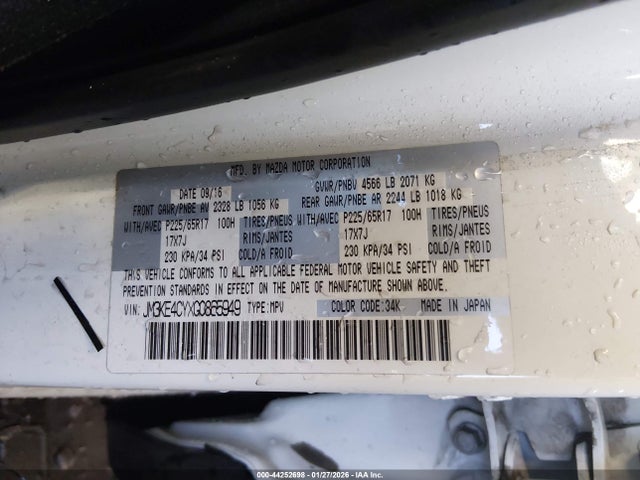 MFD. BY MAZDA MOTOR CORPORATION
DATE 09/16 GVWR/PNBV 4566 LB 2071 KG
FRONT GAWR/PNBE AV 2328 LB 1056 KG REAR GAWR/PNBE AR 2244 LB 1018 KG
WITH/AVEC P225/65R17 100H TIRES/PNEUS WITH/AVEC P225/65R17 100H TIRES/PNEUS
17X7J RIMS/JANTES 17X7J RIMS/JANTES
230 KPA/34 PSI COLD/A FROID 230 KPA/34 PSI COLD/A FROID
THIS VEHICLE CONFORMS TO ALL APPLICABLE FEDERAL MOTOR VEHICLE SAFETY, BUMPER, AND THEFT
PREVENTION STANDARDS IN EFFECT ON THE DATE OF MANUFACTURE SHOWN ABOVE.
VIN: JM3KE4CYXG0865949 TYPE: MPV COLOR CODE: 34K MADE IN JAPAN
000-44252698 - 01/27/2026 - COPYRIGHT IAA, LLC.